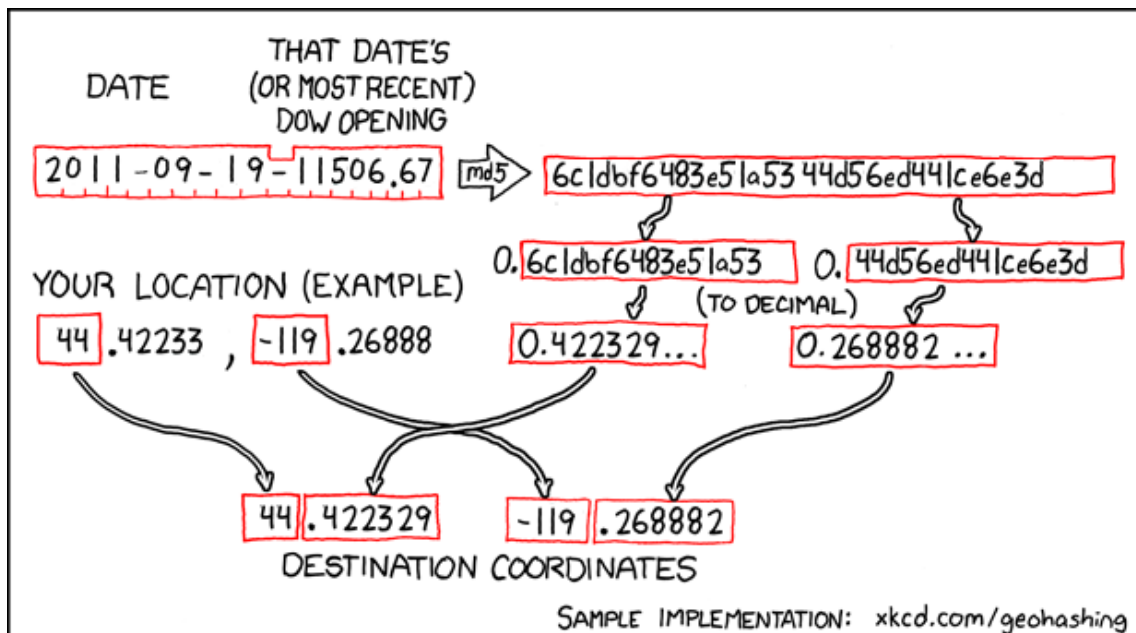 DATE
THAT DATE'S
(OR MOST RECENT)
DOW OPENING
2011-09-19-11506.67
md5
6c1dbf6483e51a5344d56ed441ce6e3d
0.6c1dbf6483e51a53
0.44d56ed441ce6e3d
YOUR LOCATION (EXAMPLE)
(TO DECIMAL)
44.42233, -119.26888
0.422329...
0.268882...
44.422329
-119.268882
DESTINATION COORDINATES
SAMPLE IMPLEMENTATION: xkcd.com/geohashing